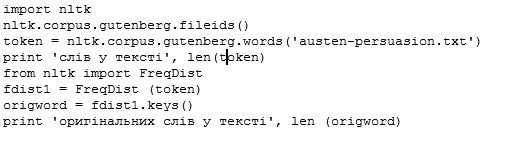 import nltk
nltk.corpus.gutenberg.fileids()
token = nltk.corpus.gutenberg.words('austen-persuasion.txt')
print 'слів у тексті', len(token)
from nltk import FreqDist
fdist1 = FreqDist (token)
origword = fdist1.keys()
print 'оригінальних слів у тексті', len (origword)